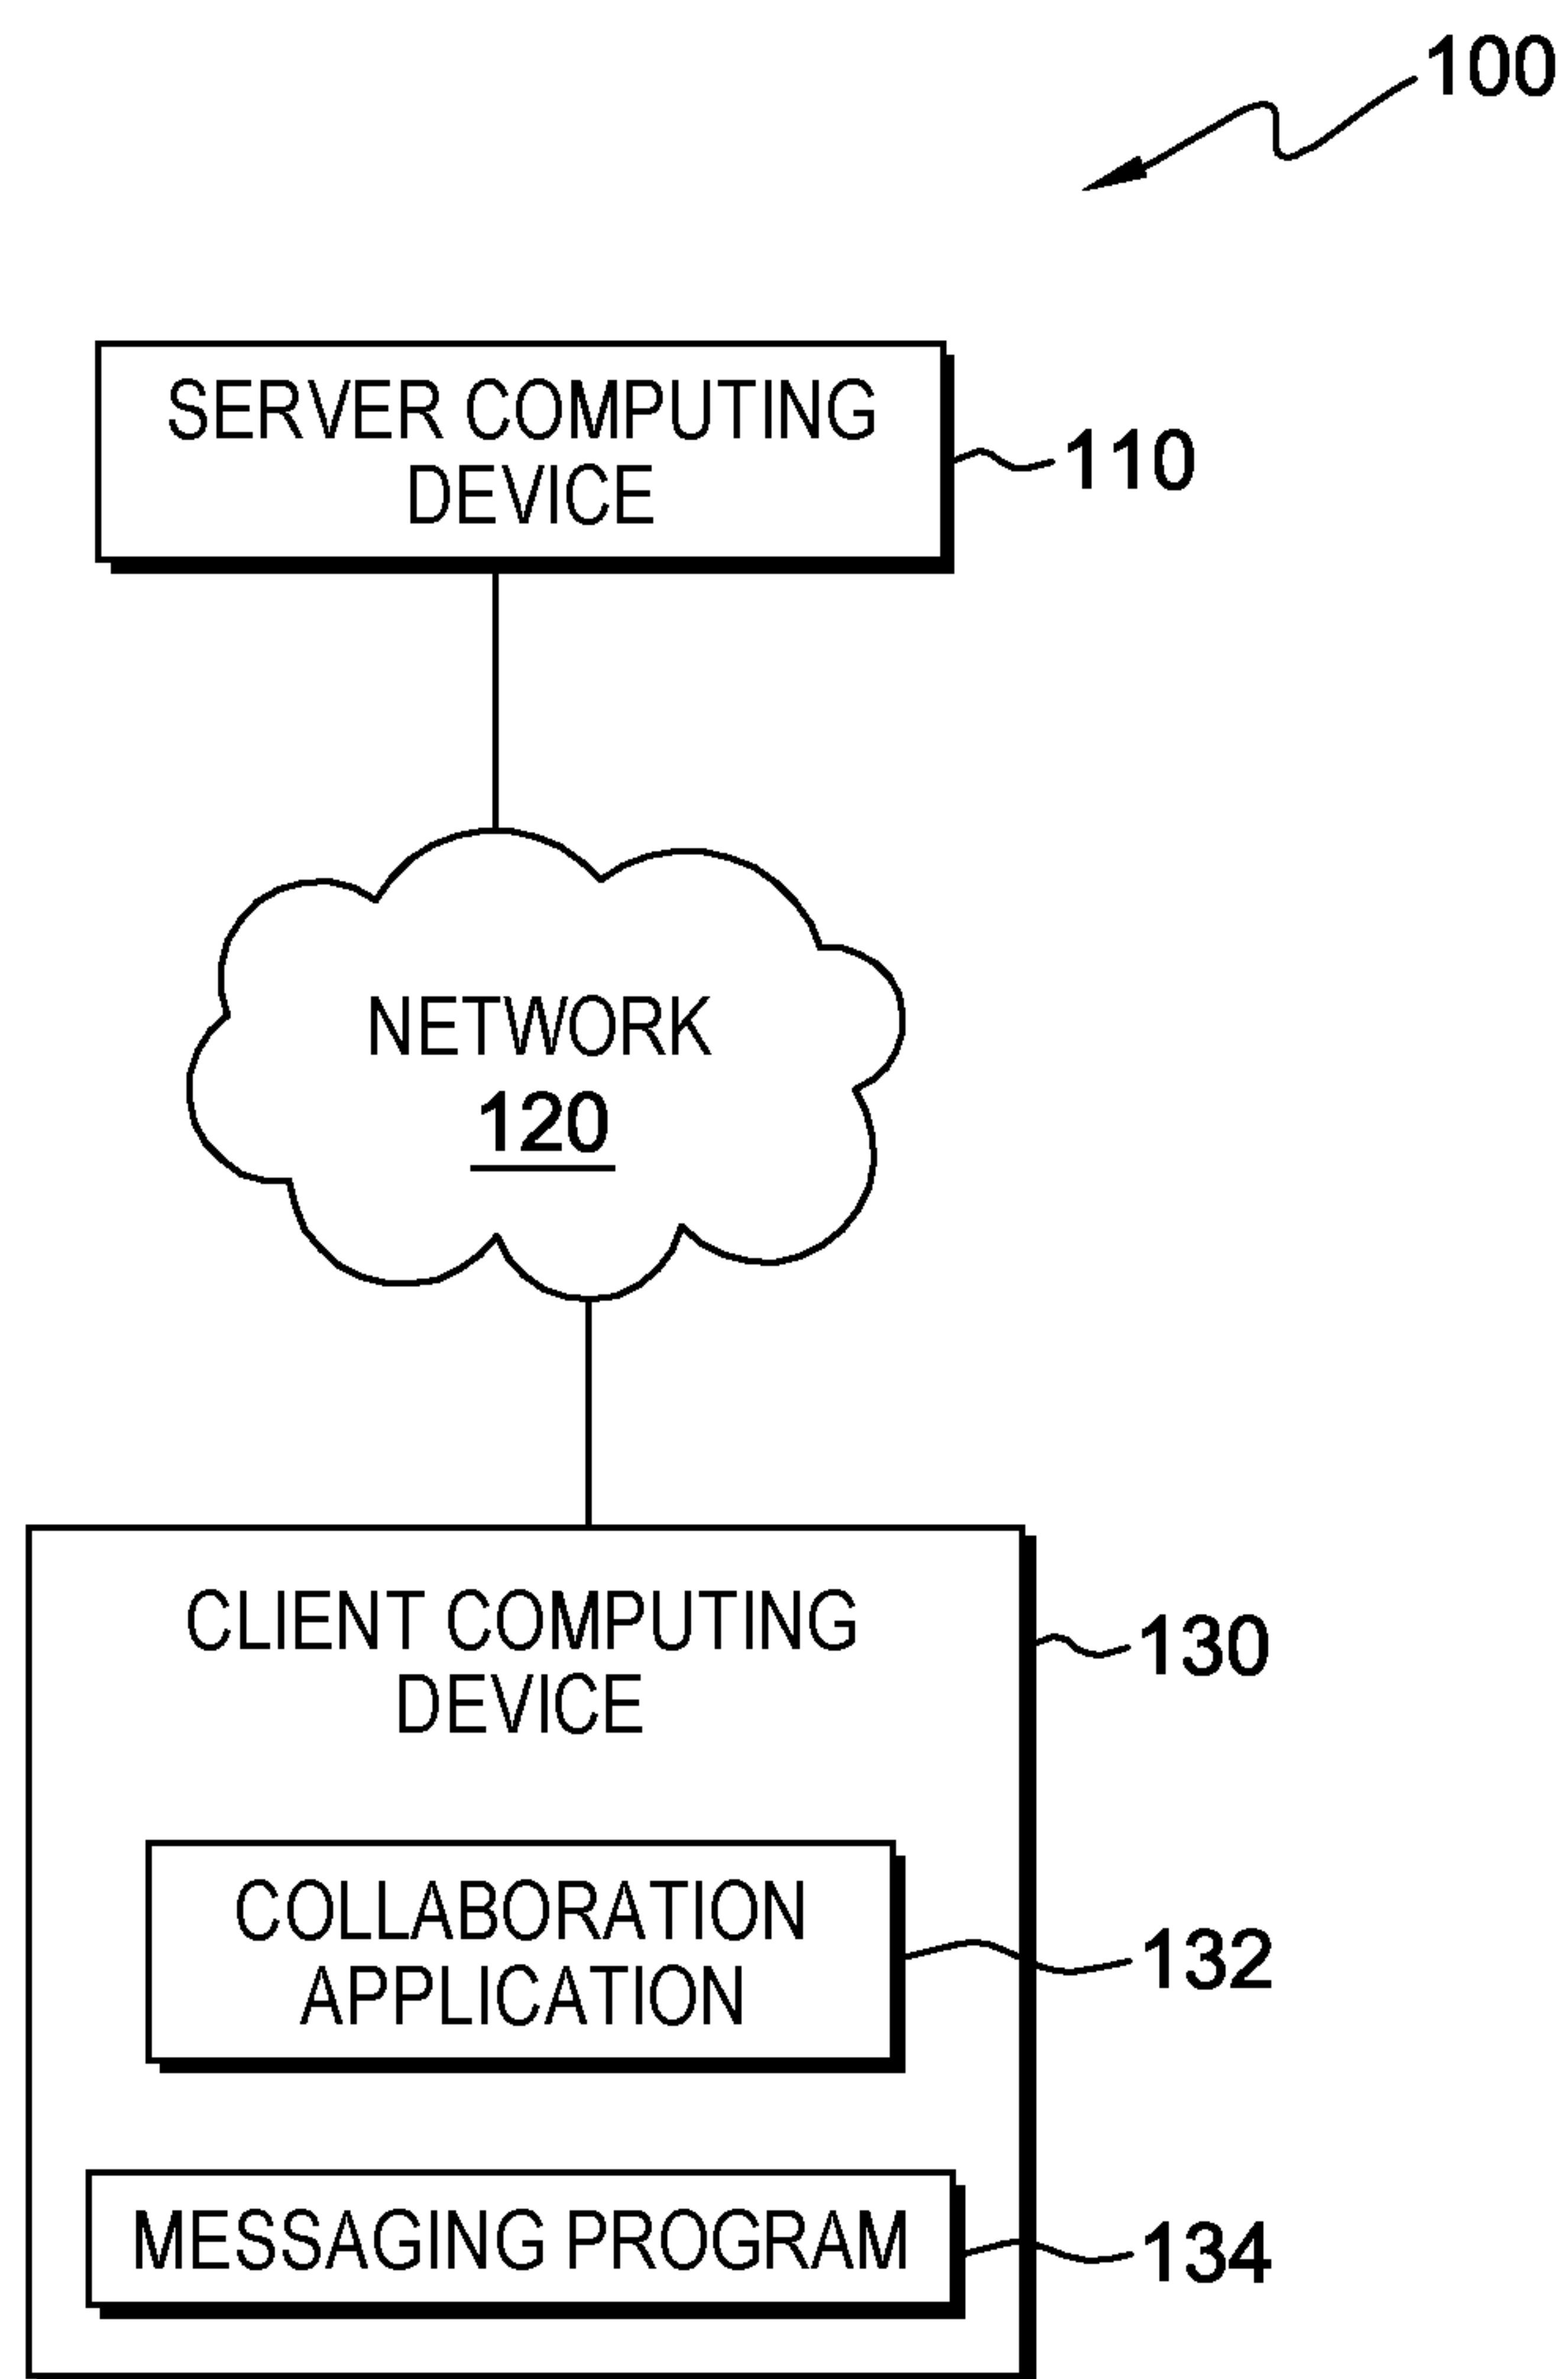 100
SERVER COMPUTING
DEVICE
110
NETWORK
120
CLIENT COMPUTING
DEVICE
130
COLLABORATION
APPLICATION
132
MESSAGING PROGRAM
134